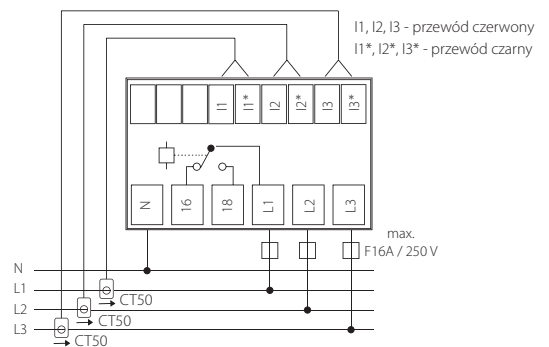 I1, I2, I3 - przewód czerwony
I1*, I2*, I3* - przewód czarny
I1 I1* I2 I2* I3 I3*
N 16 18 L1 L2 L3
max.
F16A / 250 V
N
L1
CT50
L2
CT50
L3
CT50